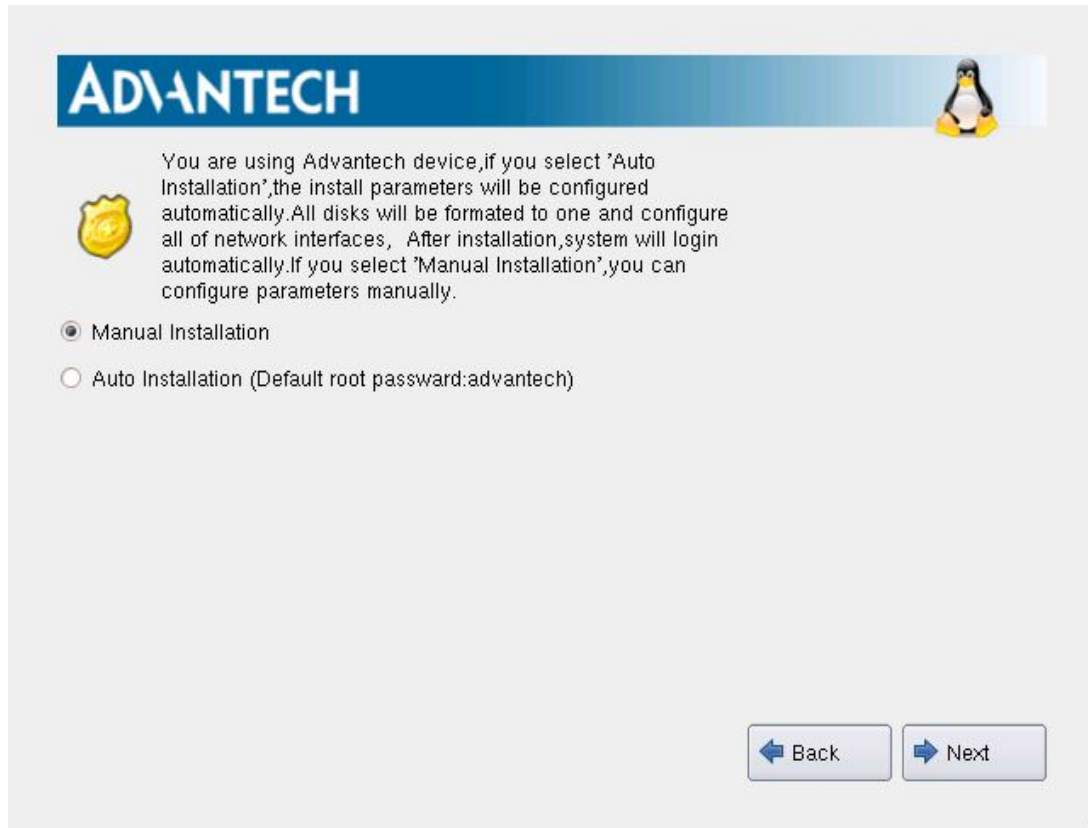 ADVANTECH
You are using Advantech device,if you select 'Auto
Installation',the install parameters will be configured
automatically.All disks will be formated to one and configure
all of network interfaces,  After installation,system will login
automatically.If you select 'Manual Installation',you can
configure parameters manually.
Manual Installation
Auto Installation (Default root passward:advantech)
Back
Next